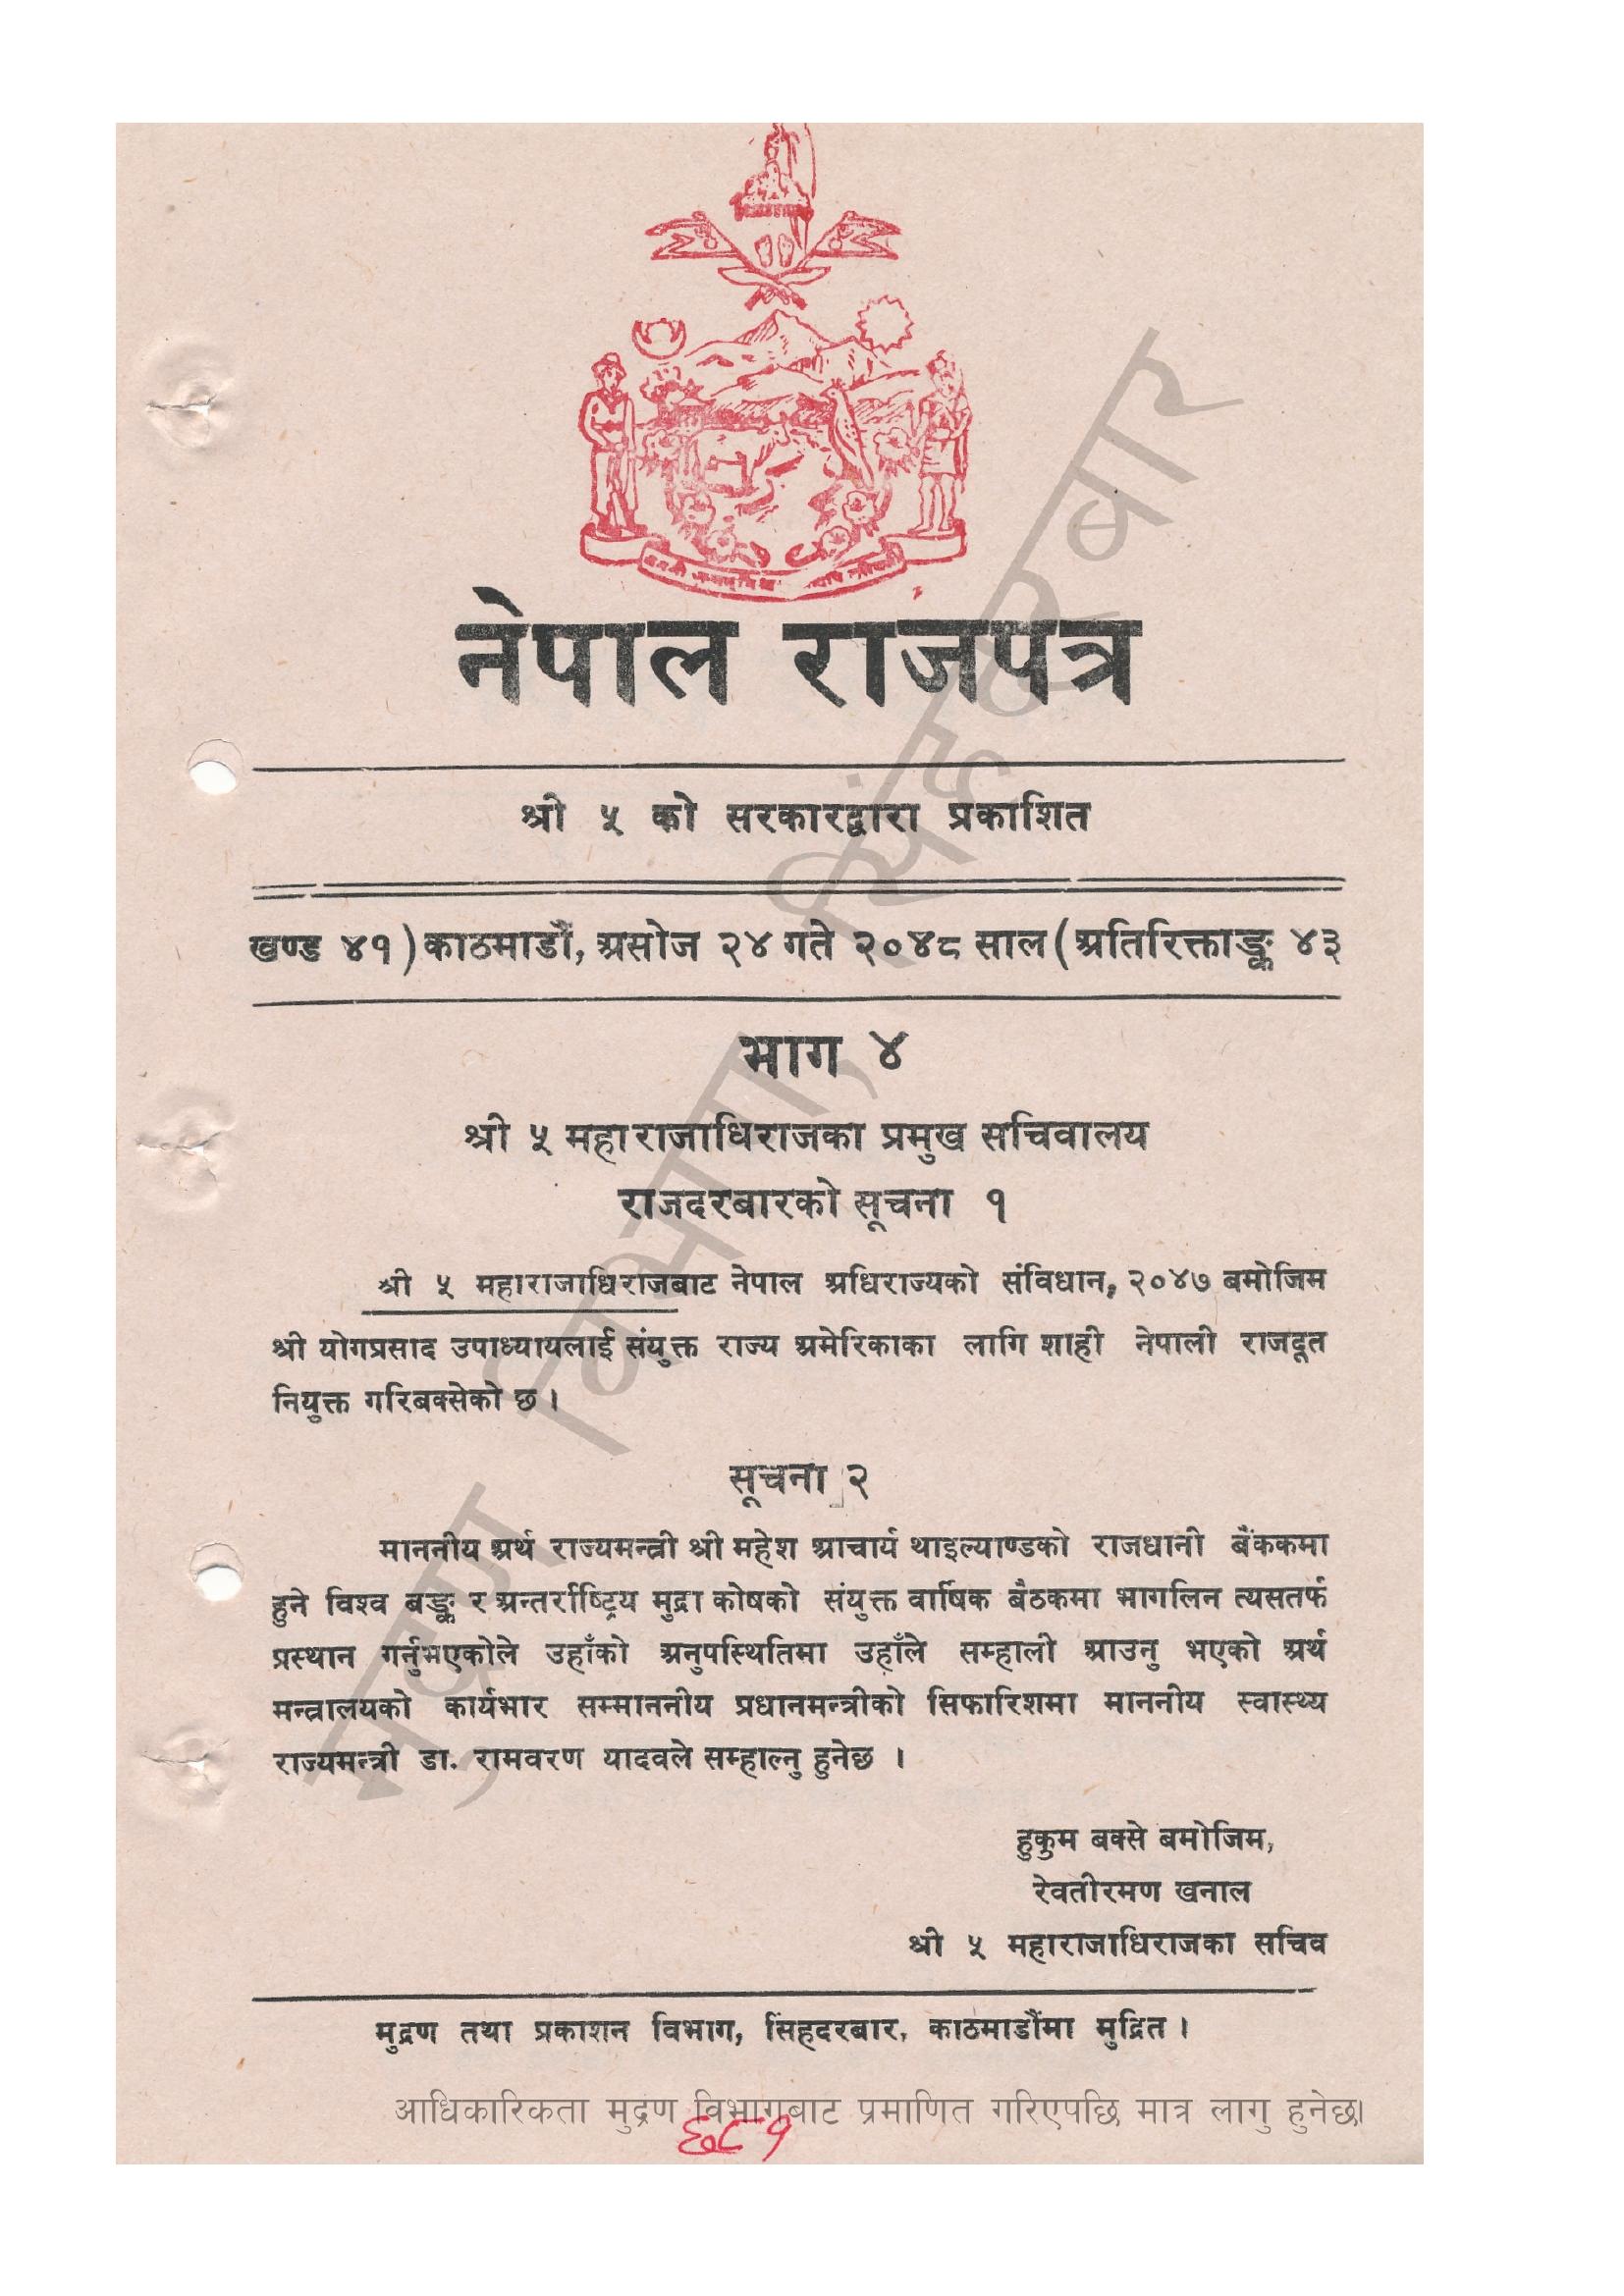 नेपाल राजपत्र
श्री ५ को सरकारद्वारा प्रकाशित
खण्ड ४१) काठमाडौं, असोज २४ गते २०४८ साल (अतिरिक्ताङ्क ४३
भाग ४
श्री ५ महाराजाधिराजका प्रमुख सचिवालय
राजदरबारको सूचना १
श्री ५ महाराजाधिराजबाट नेपाल अधिराज्यको संविधान, २०४७ बमोजिम
श्री योगप्रसाद उपाध्यायलाई संयुक्त राज्य अमेरिकाका लागि शाही नेपाली राजदूत
नियुक्त गरिबक्सेको छ ।
सूचना २
माननीय अर्थ राज्यमन्त्री श्री महेश आचार्य थाइल्याण्डको राजधानी बैंककमा
हुने विश्व बङ्क र अन्तर्राष्ट्रिय मुद्रा कोषको संयुक्त वार्षिक बैठकमा भागलिन त्यसतर्फ
प्रस्थान गर्नुभएकोले उहाँको अनुपस्थितिमा उहाँले सम्हाली आउनु भएको अर्थ
मन्त्रालयको कार्यभार सम्माननीय प्रधानमन्त्रीको सिफारिशमा माननीय स्वास्थ्य
राज्यमन्त्री डा. रामवरण यादवले सम्हाल्नु हुनेछ ।
हुकुम बक्से बमोजिम,
रेवतीरमण खनाल
श्री ५ महाराजाधिराजका सचिव
मुद्रण तथा प्रकाशन विभाग, सिंहदरबार, काठमाडौंमा मुद्रित ।
आधिकारिकता मुद्रण विभागबाट प्रमाणित गरिएपछि मात्र लागु हुनेछ।
६८१
मुद्रण विभाग, सिंहदरबार